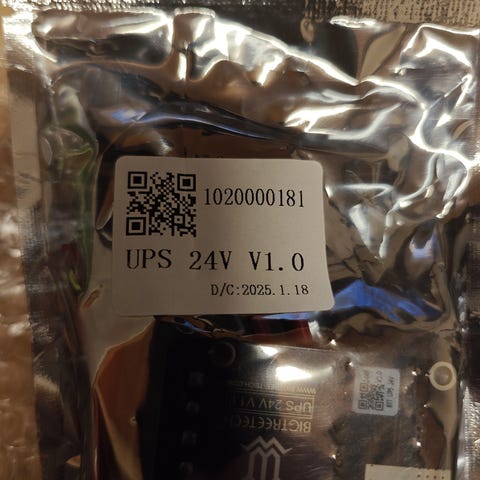 1020000181
UPS 24V V1.0
D/C:2025.1.18
BIGTREETECH
UPS 24V V1.0